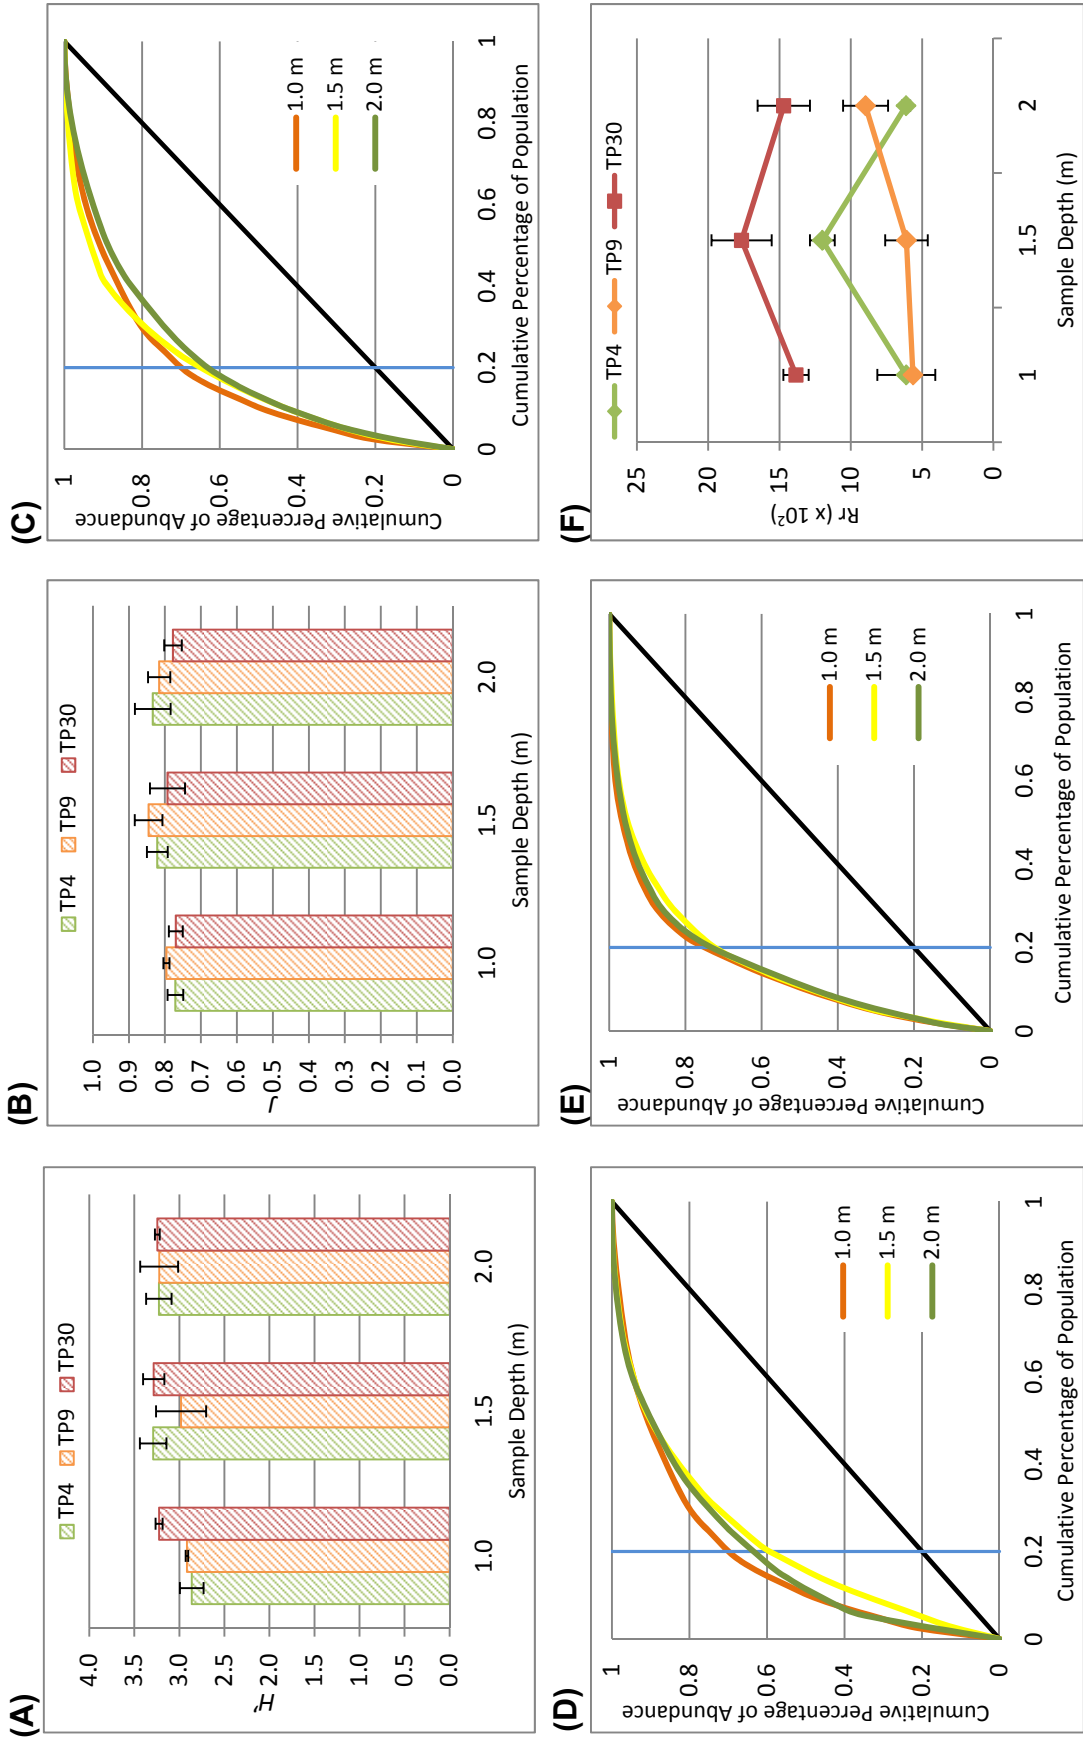 (A)
TP4 TP9 TP30
4.0
3.5
3.0
2.5
2.0
1.5
1.0
0.5
0.0
H'
1.0 1.5 2.0
Sample Depth (m)
(B)
TP4 TP9 TP30
1.0
0.9
0.8
0.7
0.6
0.5
0.4
0.3
0.2
0.1
0.0
J
1.0 1.5 2.0
Sample Depth (m)
(C)
1
0.8
0.6
0.4
0.2
0
Cumulative Percentage of Abundance
1.0 m
1.5 m
2.0 m
0 0.2 0.4 0.6 0.8 1
Cumulative Percentage of Population
(D)
1
0.8
0.6
0.4
0.2
0
Cumulative Percentage of Abundance
1.0 m
1.5 m
2.0 m
0 0.2 0.4 0.6 0.8 1
Cumulative Percentage of Population
(E)
1
0.8
0.6
0.4
0.2
0
Cumulative Percentage of Abundance
1.0 m
1.5 m
2.0 m
0 0.2 0.4 0.6 0.8 1
Cumulative Percentage of Population
(F)
TP4 TP9 TP30
25
20
15
10
5
0
Rr (x 10²)
1 1.5 2
Sample Depth (m)